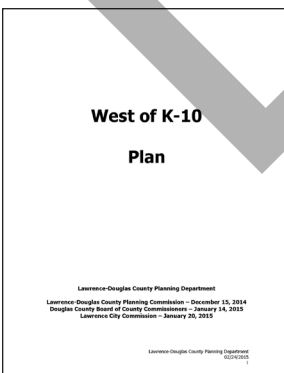 West of K-10
Plan
Lawrence-Douglas County Planning Department
Lawrence-Douglas County Planning Commission – December 15, 2014
Douglas County Board of County Commissioners – January 14, 2015
Lawrence City Commission – January 20, 2015
Lawrence-Douglas County Planning Department
02/24/2015
i